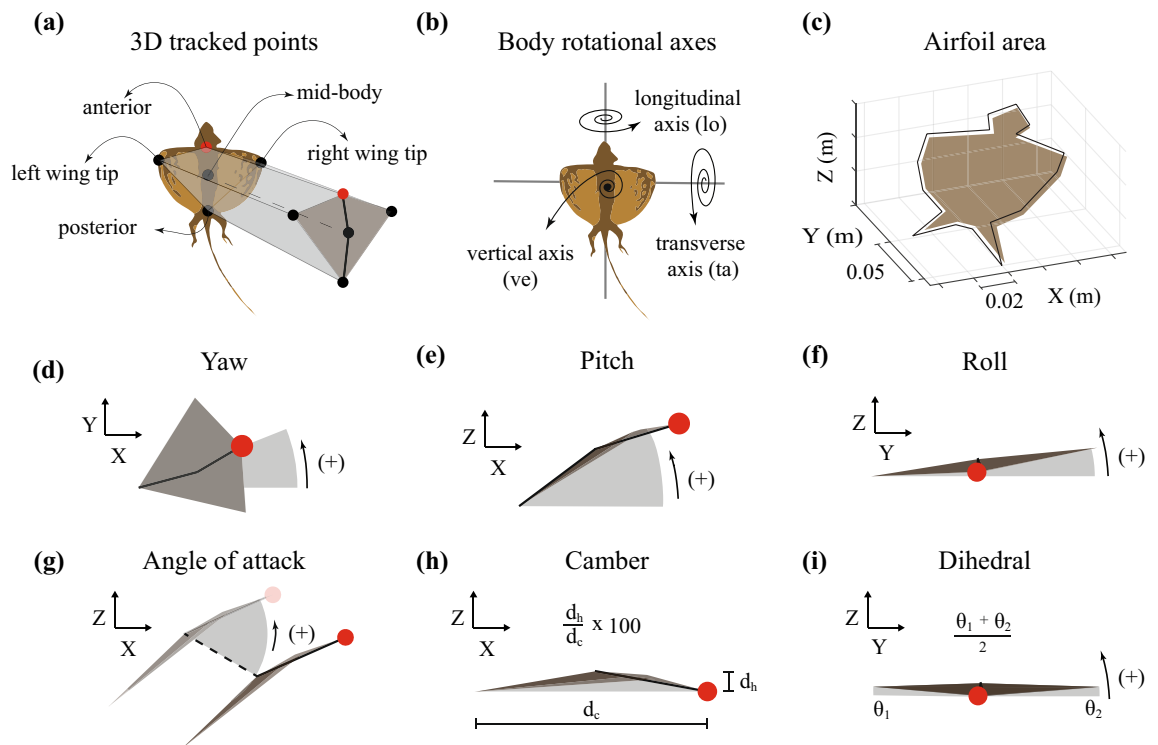 (a)
3D tracked points
anterior
mid-body
left wing tip
right wing tip
posterior
(b)
Body rotational axes
longitudinal
axis (lo)
vertical axis
(ve)
transverse
axis (ta)
(c)
Airfoil area
Z (m)
Y (m)
0.05
0.02
X (m)
(d)
Yaw
Y
X
(+)
(e)
Pitch
Z
X
(+)
(f)
Roll
Z
Y
(+)
(g)
Angle of attack
Z
X
(+)
(h)
Camber
Z
X
dₕ
d꜀ x 100
dₕ
d꜀
(i)
Dihedral
Z
Y
θ₁ + θ₂
2
(+)
θ₁
θ₂